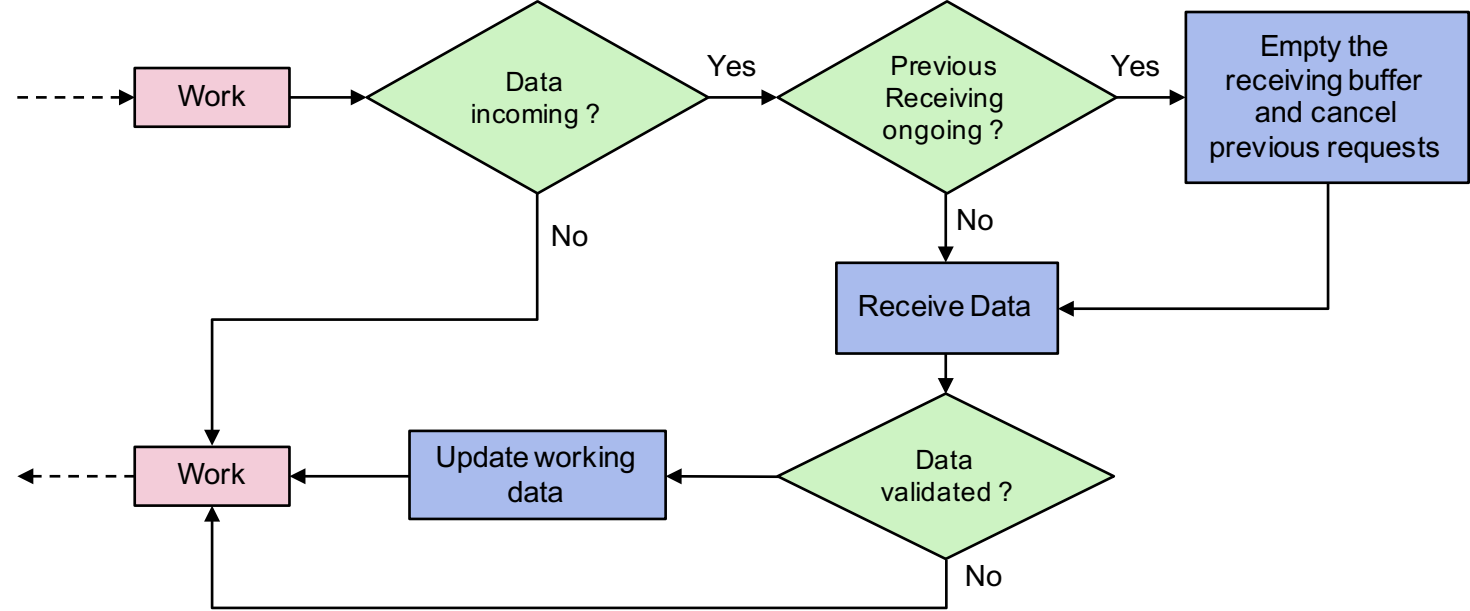 Work
Data
incoming ?
Yes
Previous
Receiving
ongoing ?
Yes
Empty the
receiving buffer
and cancel
previous requests
No
No
Receive Data
Work
Update working
data
Data
validated ?
No